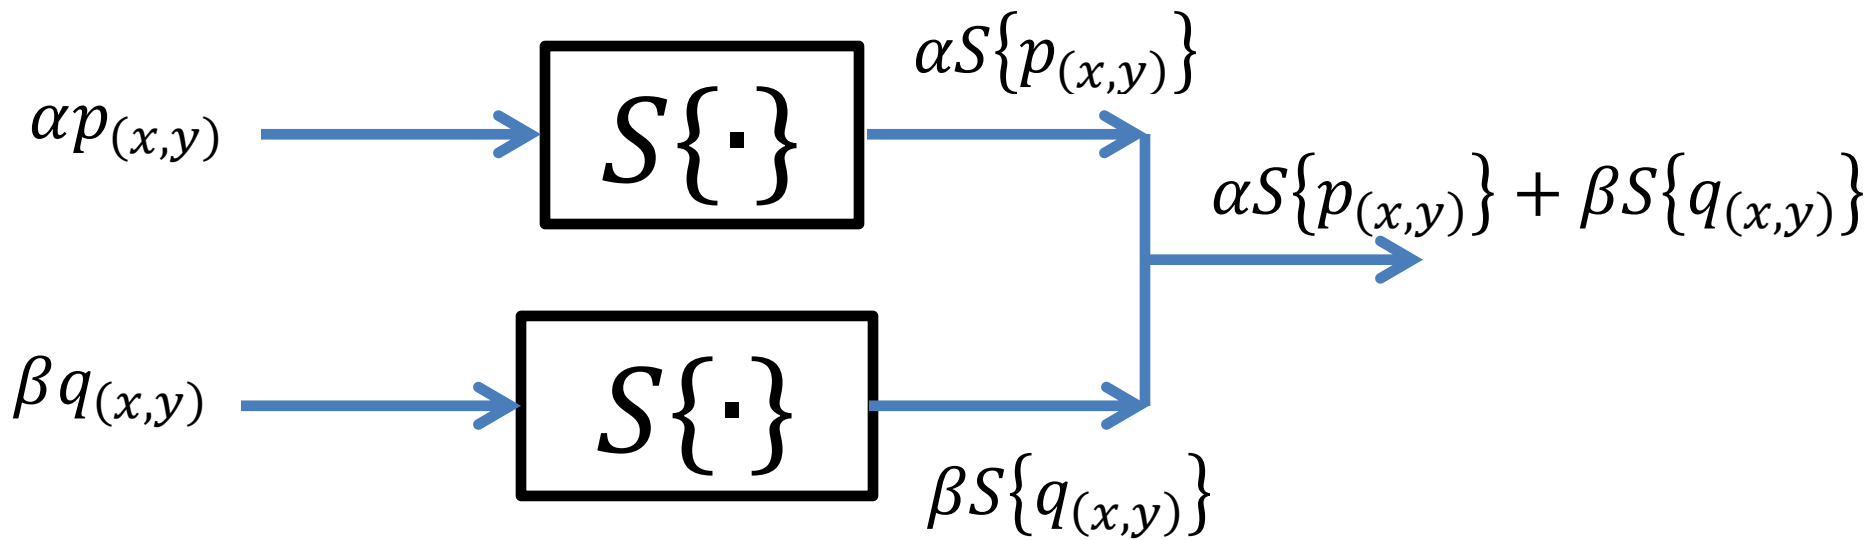 αS{p(x,y)}
αp(x,y)
S{·}
αS{p(x,y)} + βS{q(x,y)}
βq(x,y)
S{·}
βS{q(x,y)}